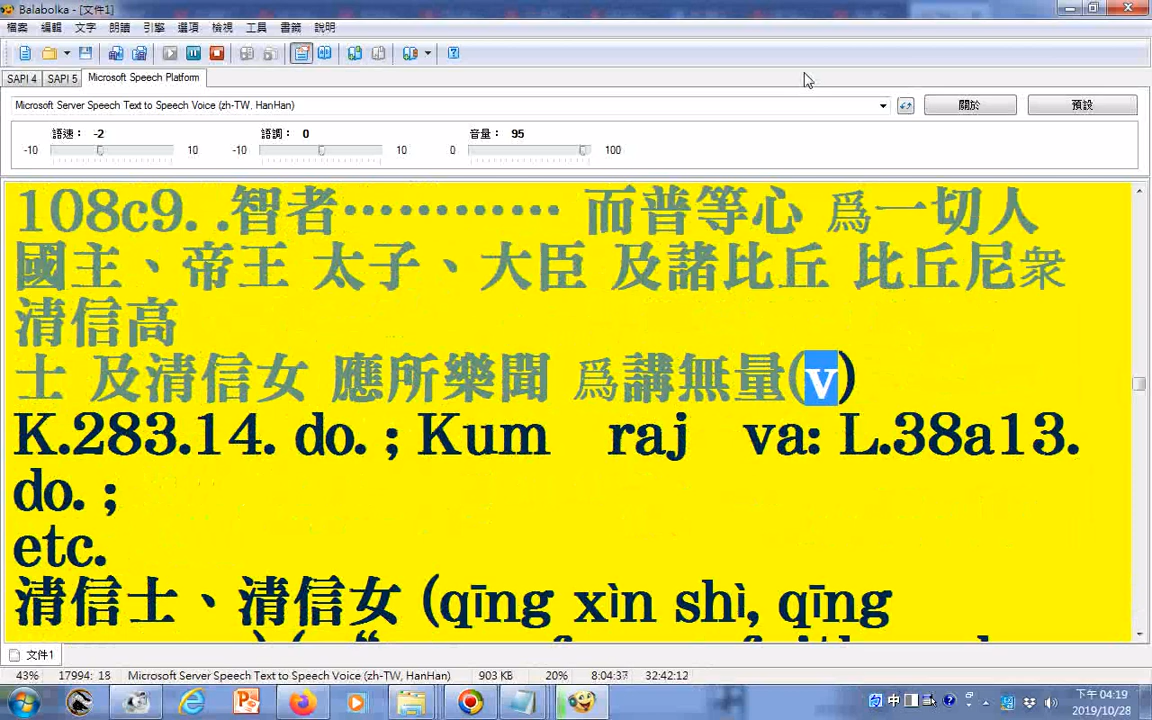 Balabolka - [文件1]
檔案 編輯 文字 朗讀 引擎 選項 檢視 工具 書籤 說明
SAPI 4 SAPI 5 Microsoft Speech Platform
Microsoft Server Speech Text to Speech Voice (zh-TW, HanHan) 關於 預設
語速： -2 語調： 0 音量： 95
-10 10 -10 10 0 100
108c9. .智者………… 而普等心 爲一切人
國主、帝王 太子、大臣 及諸比丘 比丘尼衆
清信高
士 及清信女 應所樂聞 爲講無量(v)
K.283.14. do. ; Kum raj va: L.38a13.
do. ;
etc.
清信士、清信女 (qīng xìn shì, qīng
文件1
43% 17994: 18 Microsoft Server Speech Text to Speech Voice (zh-TW, HanHan) 903 KB 20% 8:04:37 32:42:12
中 下午 04:19
2019/10/28